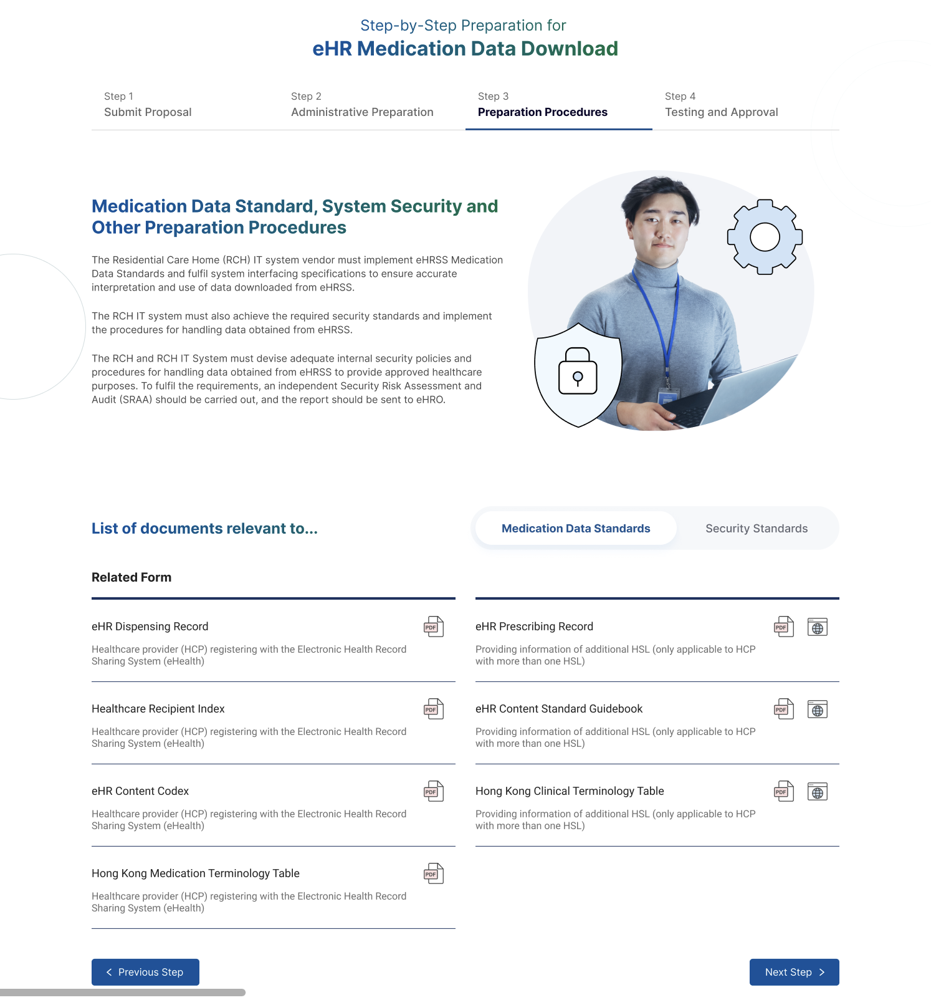 Step-by-Step Preparation for
eHR Medication Data Download
Step 1
Submit Proposal
Step 2
Administrative Preparation
Step 3
Preparation Procedures
Step 4
Testing and Approval
Medication Data Standard, System Security and
Other Preparation Procedures
The Residential Care Home (RCH) IT system vendor must implement eHRSS Medication
Data Standards and fulfil system interfacing specifications to ensure accurate
interpretation and use of data downloaded from eHRSS.
The RCH IT system must also achieve the required security standards and implement
the procedures for handling data obtained from eHRSS.
The RCH and RCH IT System must devise adequate internal security policies and
procedures for handling data obtained from eHRSS to provide approved healthcare
purposes. To fulfil the requirements, an independent Security Risk Assessment and
Audit (SRAA) should be carried out, and the report should be sent to eHRO.
List of documents relevant to...
Medication Data Standards
Security Standards
Related Form
eHR Dispensing Record
PDF
Healthcare provider (HCP) registering with the Electronic Health Record
Sharing System (eHealth)
eHR Prescribing Record
PDF
Providing information of additional HSL (only applicable to HCP
with more than one HSL)
Healthcare Recipient Index
PDF
Healthcare provider (HCP) registering with the Electronic Health Record
Sharing System (eHealth)
eHR Content Standard Guidebook
PDF
Providing information of additional HSL (only applicable to HCP
with more than one HSL)
eHR Content Codex
PDF
Healthcare provider (HCP) registering with the Electronic Health Record
Sharing System (eHealth)
Hong Kong Clinical Terminology Table
PDF
Providing information of additional HSL (only applicable to HCP
with more than one HSL)
Hong Kong Medication Terminology Table
PDF
Healthcare provider (HCP) registering with the Electronic Health Record
Sharing System (eHealth)
Previous Step
Next Step